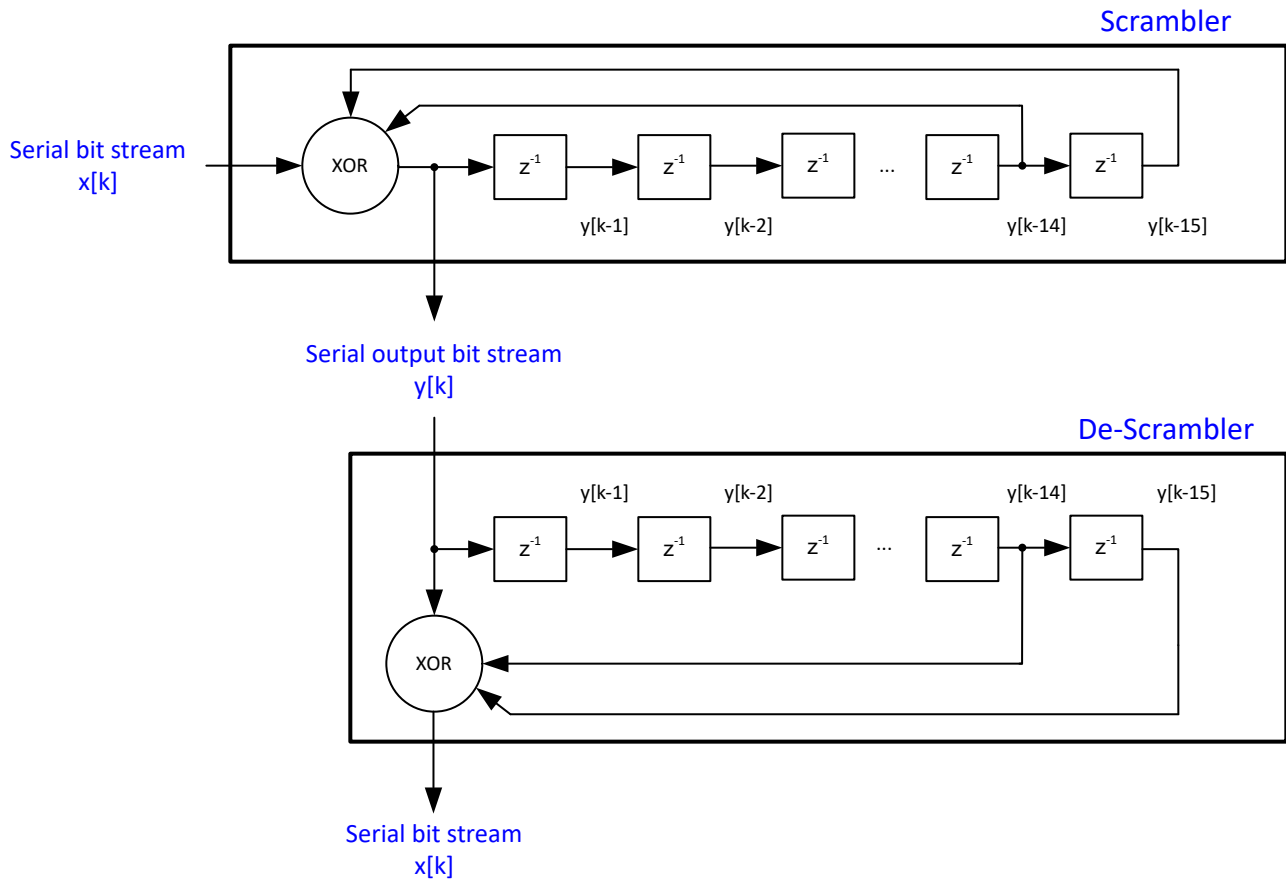 Scrambler
Serial bit stream
x[k]
XOR
z⁻¹
z⁻¹
z⁻¹
...
z⁻¹
z⁻¹
y[k-1]
y[k-2]
y[k-14]
y[k-15]
Serial output bit stream
y[k]
De-Scrambler
y[k-1]
y[k-2]
y[k-14]
y[k-15]
z⁻¹
z⁻¹
z⁻¹
...
z⁻¹
z⁻¹
XOR
Serial bit stream
x[k]